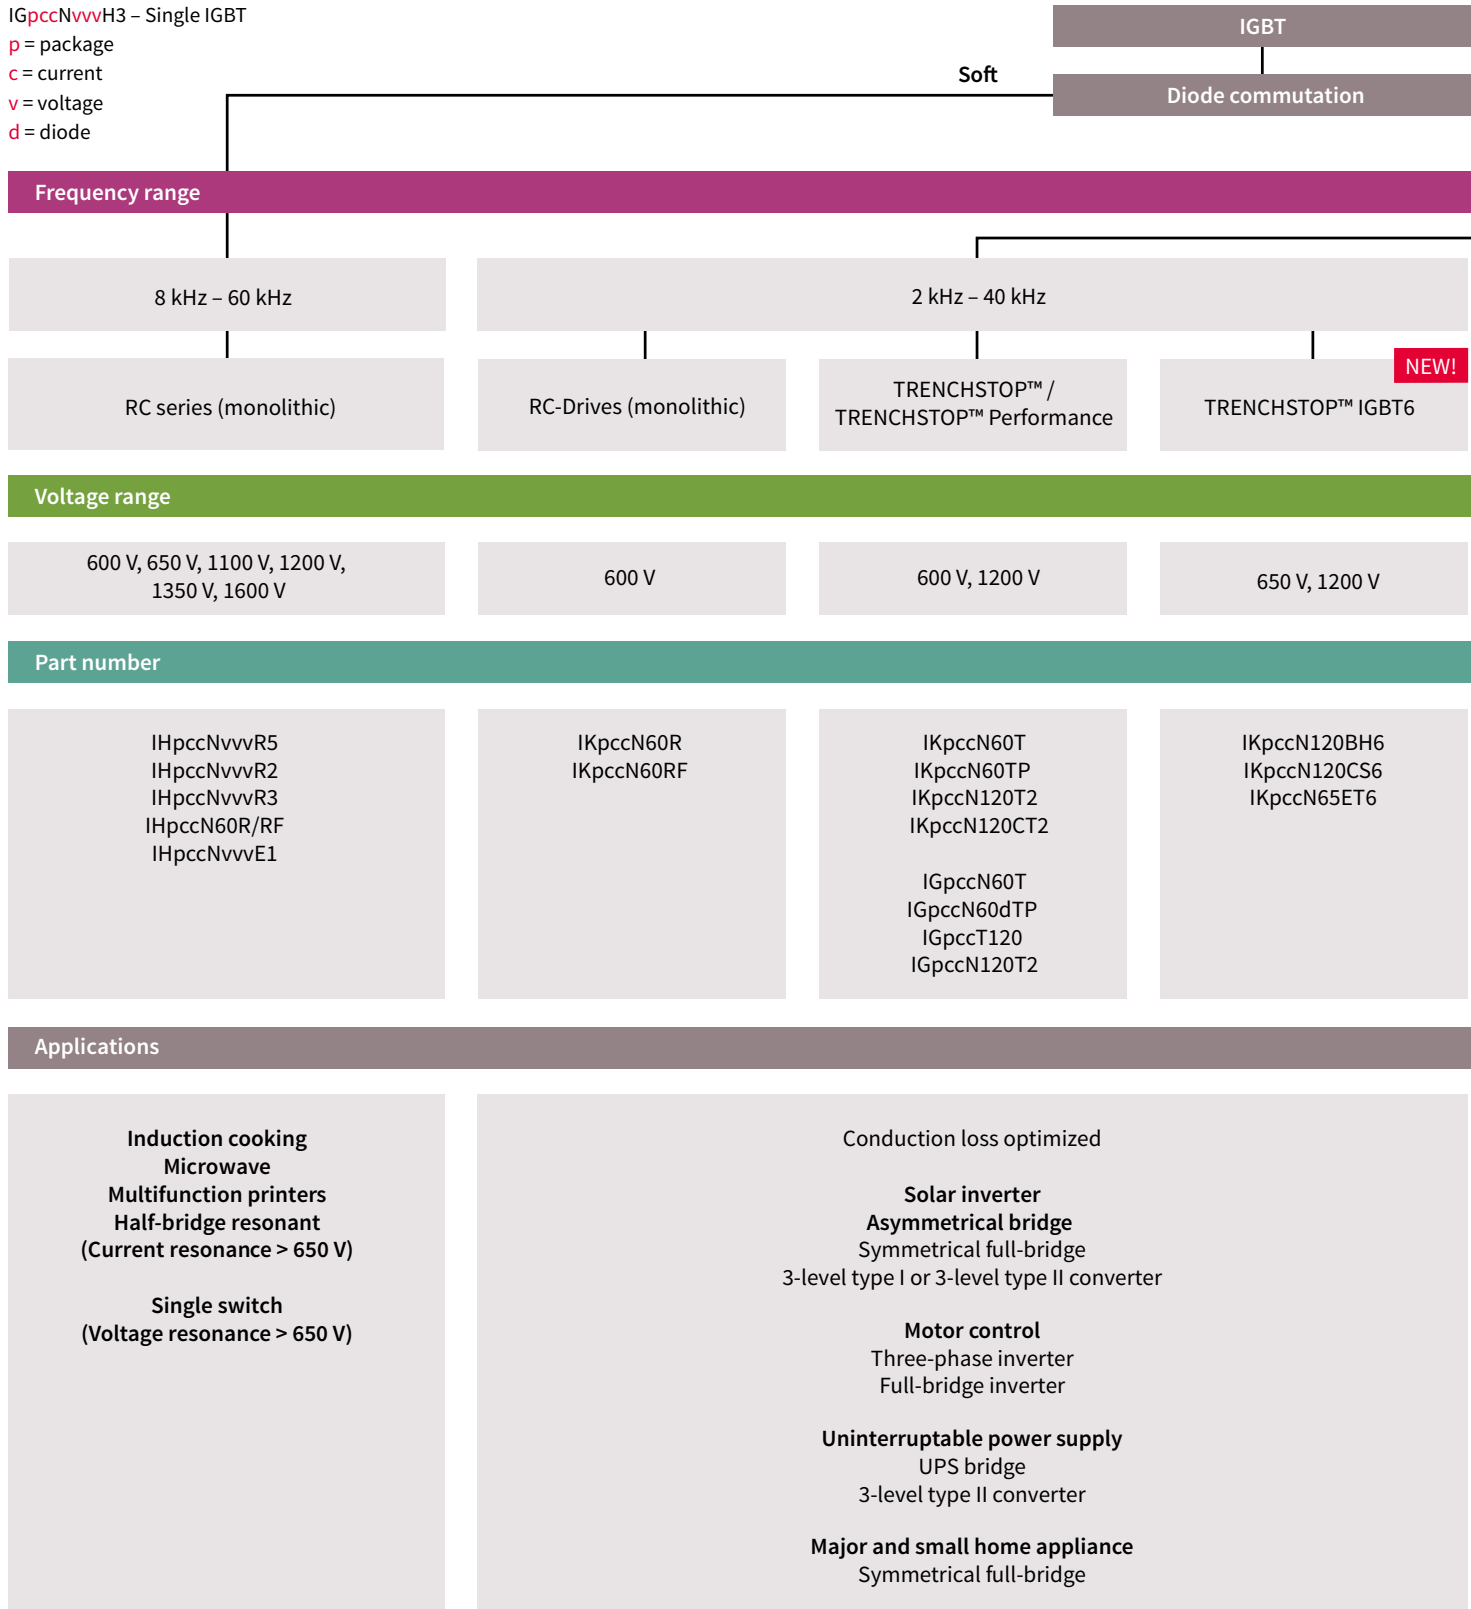 IGpccNvvvH3 – Single IGBT
p = package
c = current
v = voltage
d = diode
IGBT
Soft
Diode commutation
Frequency range
8 kHz – 60 kHz
2 kHz – 40 kHz
NEW!
RC series (monolithic)
RC-Drives (monolithic)
TRENCHSTOP™ /
TRENCHSTOP™ Performance
TRENCHSTOP™ IGBT6
Voltage range
600 V, 650 V, 1100 V, 1200 V,
1350 V, 1600 V
600 V
600 V, 1200 V
650 V, 1200 V
Part number
IHpccNvvvR5
IHpccNvvvR2
IHpccNvvvR3
IHpccN60R/RF
IHpccNvvvE1
IKpccN60R
IKpccN60RF
IKpccN60T
IKpccN60TP
IKpccN120T2
IKpccN120CT2
IGpccN60T
IGpccN60dTP
IGpccT120
IGpccN120T2
IKpccN120BH6
IKpccN120CS6
IKpccN65ET6
Applications
Induction cooking
Microwave
Multifunction printers
Half-bridge resonant
(Current resonance > 650 V)
Single switch
(Voltage resonance > 650 V)
Conduction loss optimized
Solar inverter
Asymmetrical bridge
Symmetrical full-bridge
3-level type I or 3-level type II converter
Motor control
Three-phase inverter
Full-bridge inverter
Uninterruptable power supply
UPS bridge
3-level type II converter
Major and small home appliance
Symmetrical full-bridge